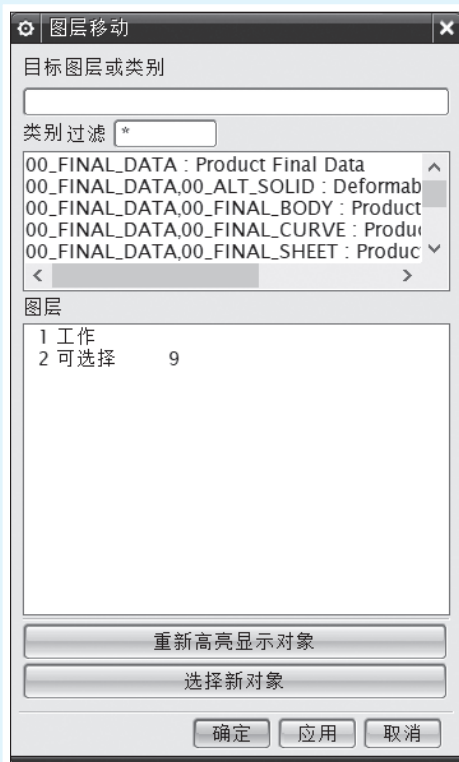 图层移动
目标图层或类别
类别过滤 *
00_FINAL_DATA : Product Final Data
00_FINAL_DATA,00_ALT_SOLID : Deformab
00_FINAL_DATA,00_FINAL_BODY : Product
00_FINAL_DATA,00_FINAL_CURVE : Produc
00_FINAL_DATA,00_FINAL_SHEET : Produc
图层
1 工作
2 可选择 9
重新高亮显示对象
选择新对象
确定 应用 取消